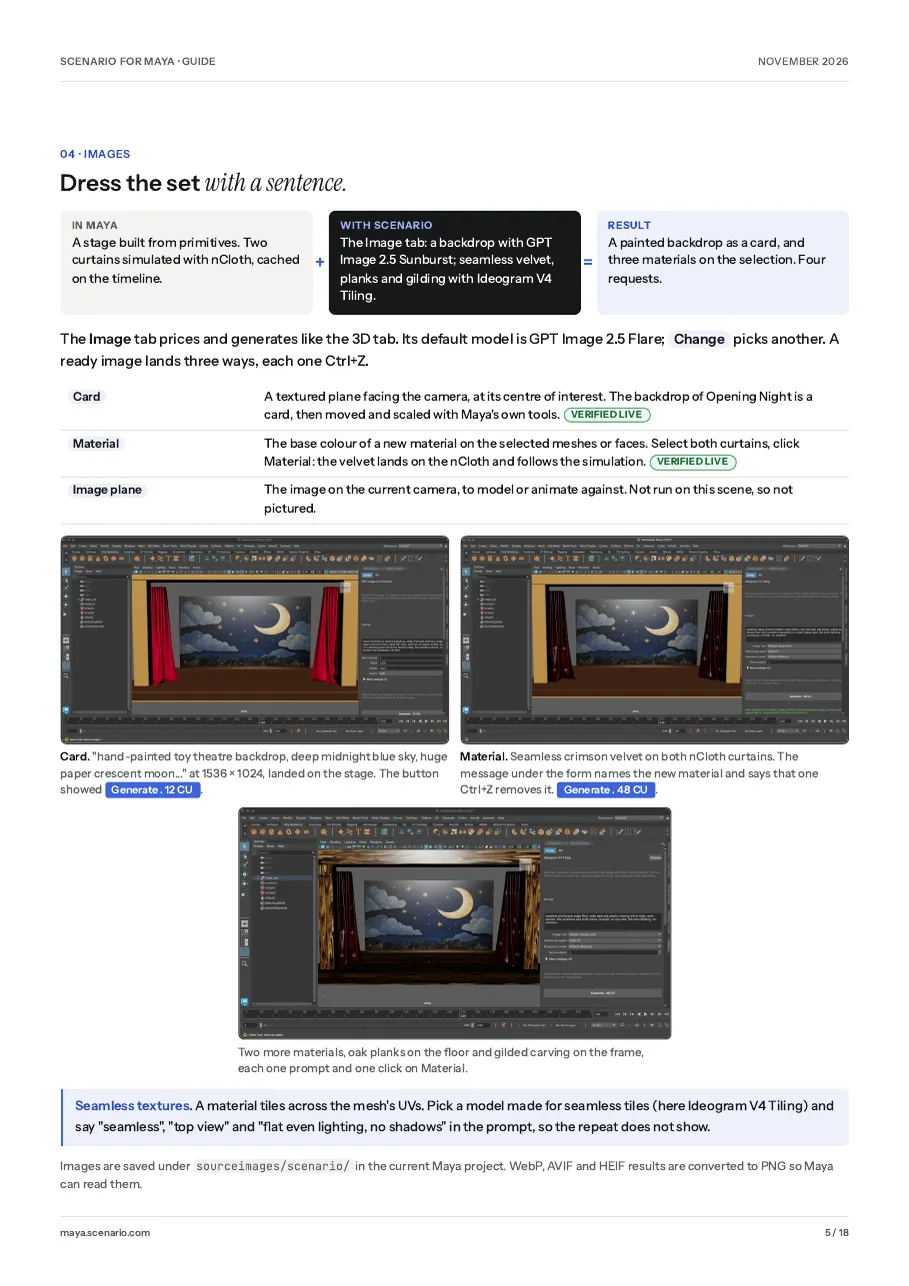 SCENARIO FOR MAYA · GUIDE
NOVEMBER 2026
04 · IMAGES
Dress the set with a sentence.
IN MAYA
A stage built from primitives. Two
curtains simulated with nCloth, cached
on the timeline.
+
WITH SCENARIO
The Image tab: a backdrop with GPT
Image 2.5 Sunburst; seamless velvet,
planks and gilding with Ideogram V4
Tiling.
=
RESULT
A painted backdrop as a card, and
three materials on the selection. Four
requests.
The Image tab prices and generates like the 3D tab. Its default model is GPT Image 2.5 Flare; Change picks another. A
ready image lands three ways, each one Ctrl+Z.
Card
A textured plane facing the camera, at its centre of interest. The backdrop of Opening Night is a
card, then moved and scaled with Maya's own tools. VERIFIED LIVE
Material
The base colour of a new material on the selected meshes or faces. Select both curtains, click
Material: the velvet lands on the nCloth and follows the simulation. VERIFIED LIVE
Image plane
The image on the current camera, to model or animate against. Not run on this scene, so not
pictured.
Card. "hand-painted toy theatre backdrop, deep midnight blue sky, huge
paper crescent moon..." at 1536 × 1024, landed on the stage. The button
showed Generate . 12 CU.
Material. Seamless crimson velvet on both nCloth curtains. The
message under the form names the new material and says that one
Ctrl+Z removes it. Generate . 48 CU.
Two more materials, oak planks on the floor and gilded carving on the frame,
each one prompt and one click on Material.
Seamless textures. A material tiles across the mesh's UVs. Pick a model made for seamless tiles (here Ideogram V4 Tiling) and
say "seamless", "top view" and "flat even lighting, no shadows" in the prompt, so the repeat does not show.
Images are saved under sourceimages/scenario/ in the current Maya project. WebP, AVIF and HEIF results are converted to PNG so Maya
can read them.
maya.scenario.com
5 / 18